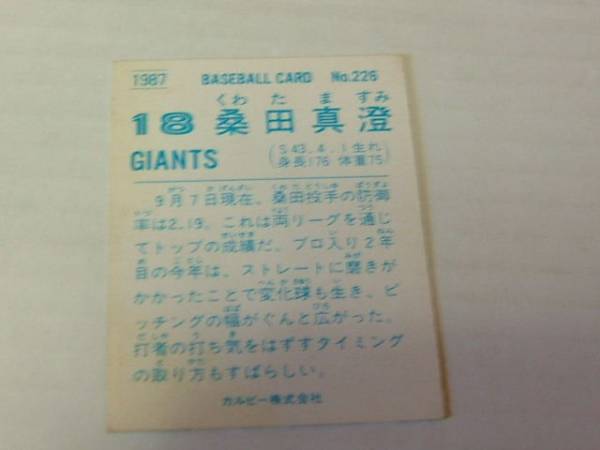 1987 BASEBALL CARD No.226
くわ た ま すみ
18 桑田真澄
GIANTS (S43.4.1生れ
身長176 体重75)
9月7日現在、桑田投手の防御
率は2.19。これは両リーグを通じ
てトップの成績だ。プロ入り2年
目の今年は、ストレートに磨きが
かかったことで変化球も生き、ピ
ッチングの幅がぐんと広がった。
打者の打ち気をはずすタイミング
の取り方もすばらしい。
カルビー株式会社